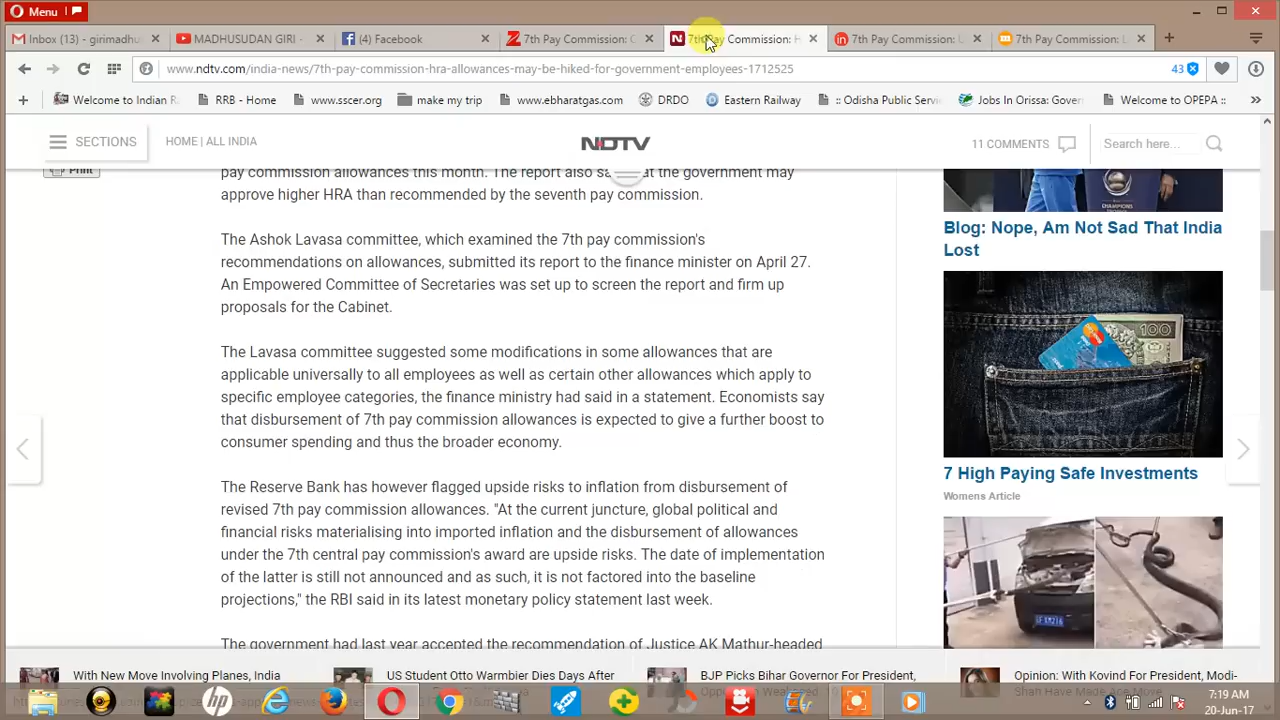 Menu
Inbox (13) - girimadhu
MADHUSUDAN GIRI -
(4) Facebook
7th Pay Commission: C
7th Pay Commission: H
7th Pay Commission: L
7th Pay Commission: L
www.ndtv.com/india-news/7th-pay-commission-hra-allowances-may-be-hiked-for-government-employees-1712525
43
Welcome to Indian R
RRB - Home
www.sscer.org
make my trip
www.ebharatgas.com
DRDO
Eastern Railway
:: Odisha Public Servic
Jobs In Orissa: Gover
Welcome to OPEPA ::
SECTIONS
HOME | ALL INDIA
NDTV
11 COMMENTS
Search here...
Print
pay commission allowances this month. The report also sa at the government may
approve higher HRA than recommended by the seventh pay commission.
The Ashok Lavasa committee, which examined the 7th pay commission's
recommendations on allowances, submitted its report to the finance minister on April 27.
An Empowered Committee of Secretaries was set up to screen the report and firm up
proposals for the Cabinet.
The Lavasa committee suggested some modifications in some allowances that are
applicable universally to all employees as well as certain other allowances which apply to
specific employee categories, the finance ministry had said in a statement. Economists say
that disbursement of 7th pay commission allowances is expected to give a further boost to
consumer spending and thus the broader economy.
The Reserve Bank has however flagged upside risks to inflation from disbursement of
revised 7th pay commission allowances. "At the current juncture, global political and
financial risks materialising into imported inflation and the disbursement of allowances
under the 7th central pay commission's award are upside risks. The date of implementation
of the latter is still not announced and as such, it is not factored into the baseline
projections," the RBI said in its latest monetary policy statement last week.
The government had last year accepted the recommendation of Justice AK Mathur-headed
Blog: Nope, Am Not Sad That India
Lost
100
7 High Paying Safe Investments
Womens Article
With New Move Involving Planes, India
US Student Otto Warmbier Dies Days After
BJP Picks Bihar Governor For President,
Opinion: With Kovind For President, Modi-
Shah Have Made Ace Move
7:19 AM
20-Jun-17